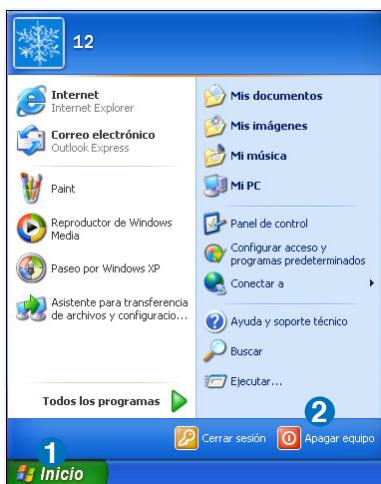 12
Internet
Internet Explorer
Correo electrónico
Outlook Express
Paint
Reproductor de Windows
Media
Paseo por Windows XP
Asistente para transferencia
de archivos y configuracio...
Todos los programas
Mis documentos
Mis imágenes
Mi música
Mi PC
Panel de control
Configurar acceso y
programas predeterminados
Conectar a
Ayuda y soporte técnico
Buscar
Ejecutar...
2
Cerrar sesión
Apagar equipo
1
Inicio